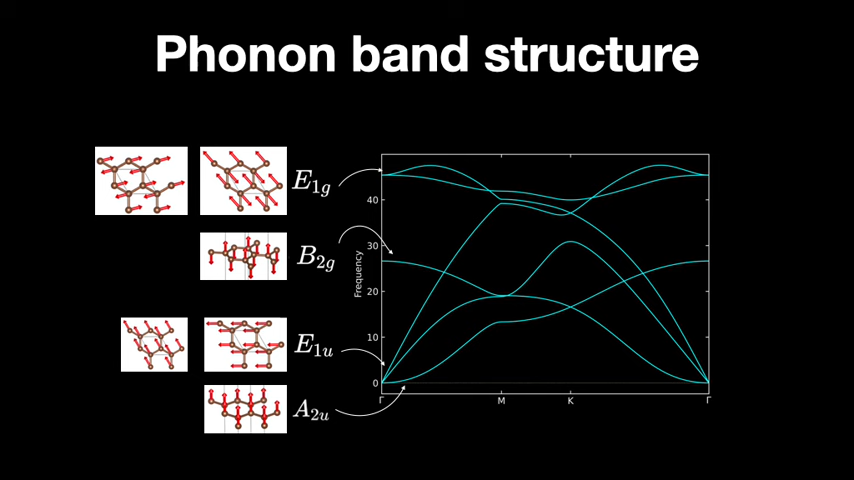 Phonon band structure
E1g
B2g
E1u
A2u
Frequency
40
30
20
10
0
Γ M K Γ